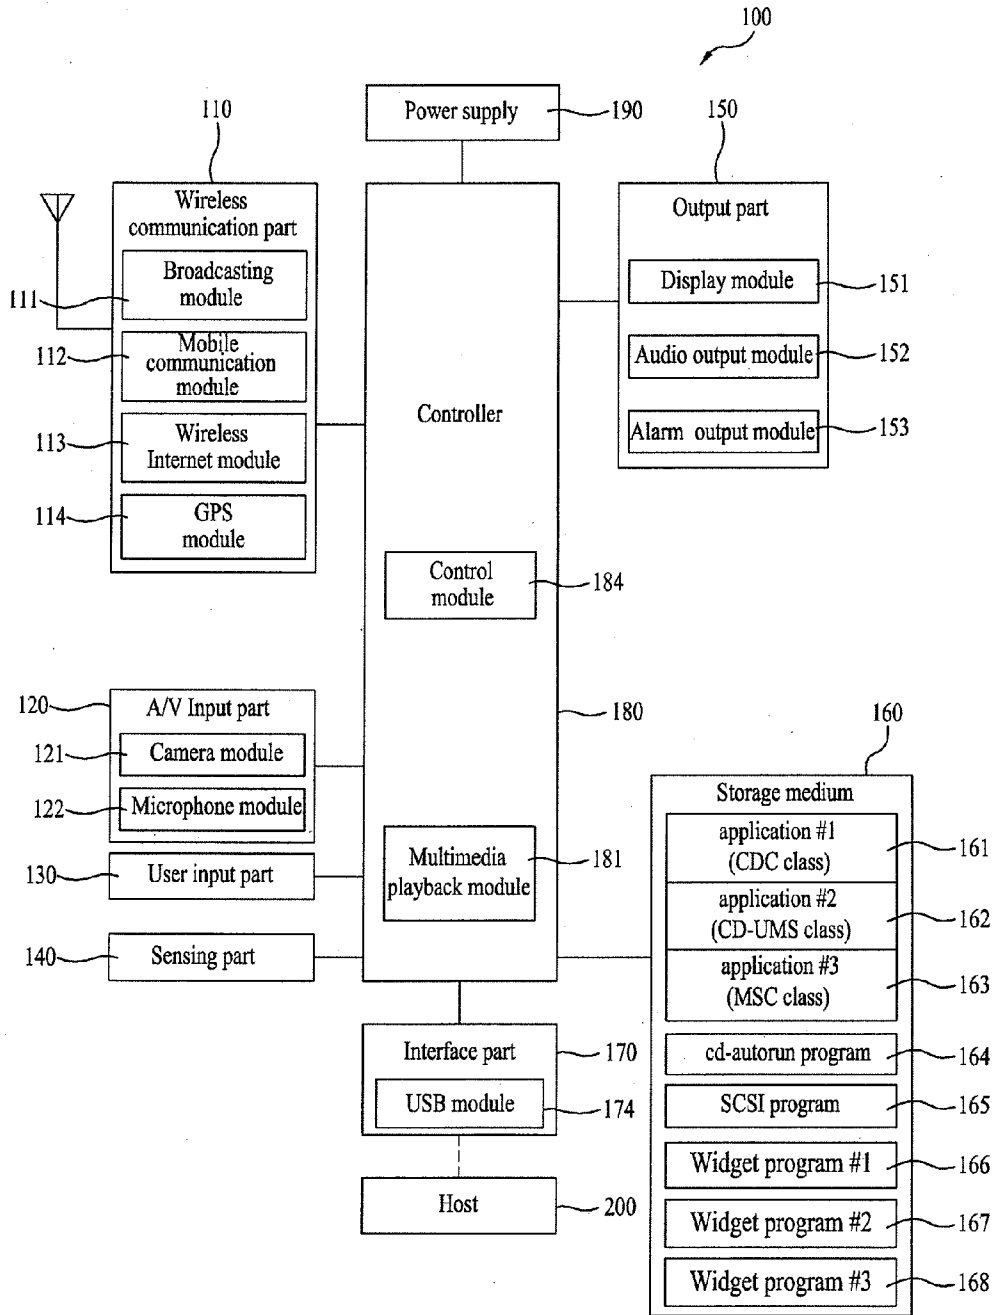 100
Power supply
190
110
150
Wireless
communication part
Broadcasting
module
111
Mobile
communication
module
112
Wireless
Internet module
113
GPS
module
114
Controller
Output part
Display module
151
Audio output module
152
Alarm output module
153
Control
module
184
180
120
A/V Input part
121
Camera module
122
Microphone module
130
User input part
140
Sensing part
Multimedia
playback module
181
160
Storage medium
application #1
(CDC class)
161
application #2
(CD-UMS class)
162
application #3
(MSC class)
163
cd-autorun program
164
SCSI program
165
Widget program #1
166
Widget program #2
167
Widget program #3
168
Interface part
170
USB module
174
Host
200